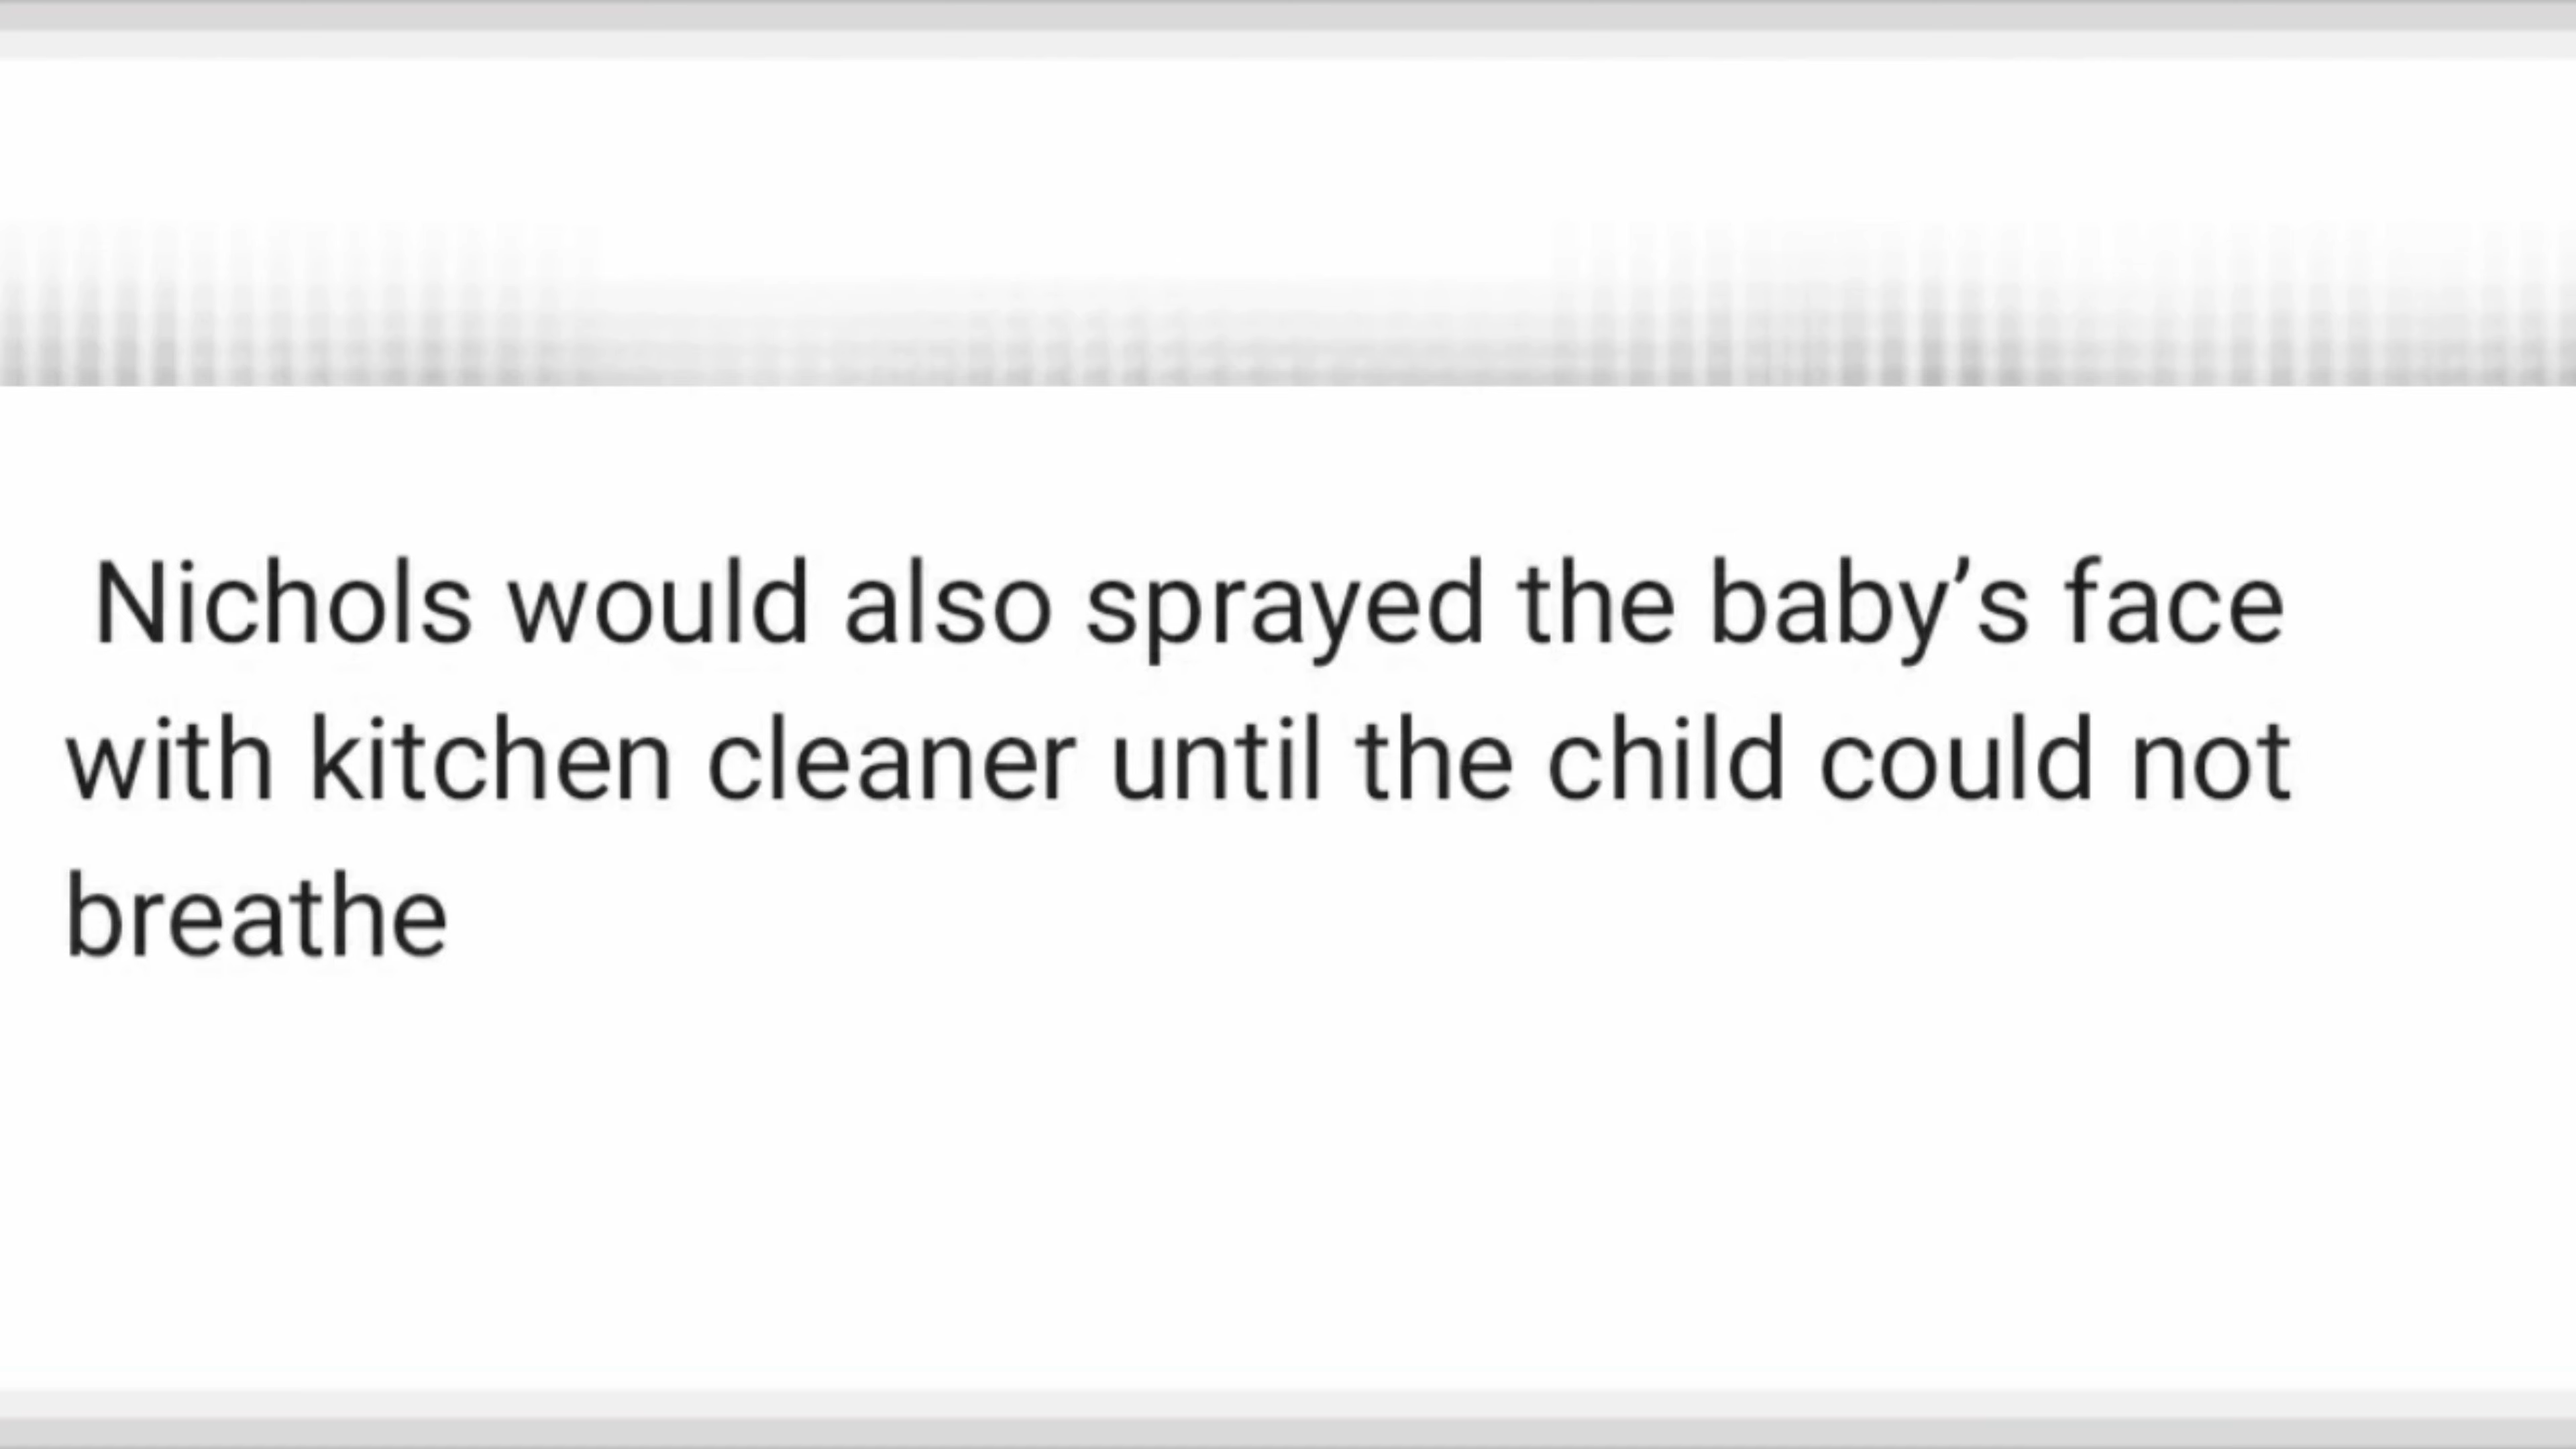 Nichols would also sprayed the baby’s face
with kitchen cleaner until the child could not
breathe